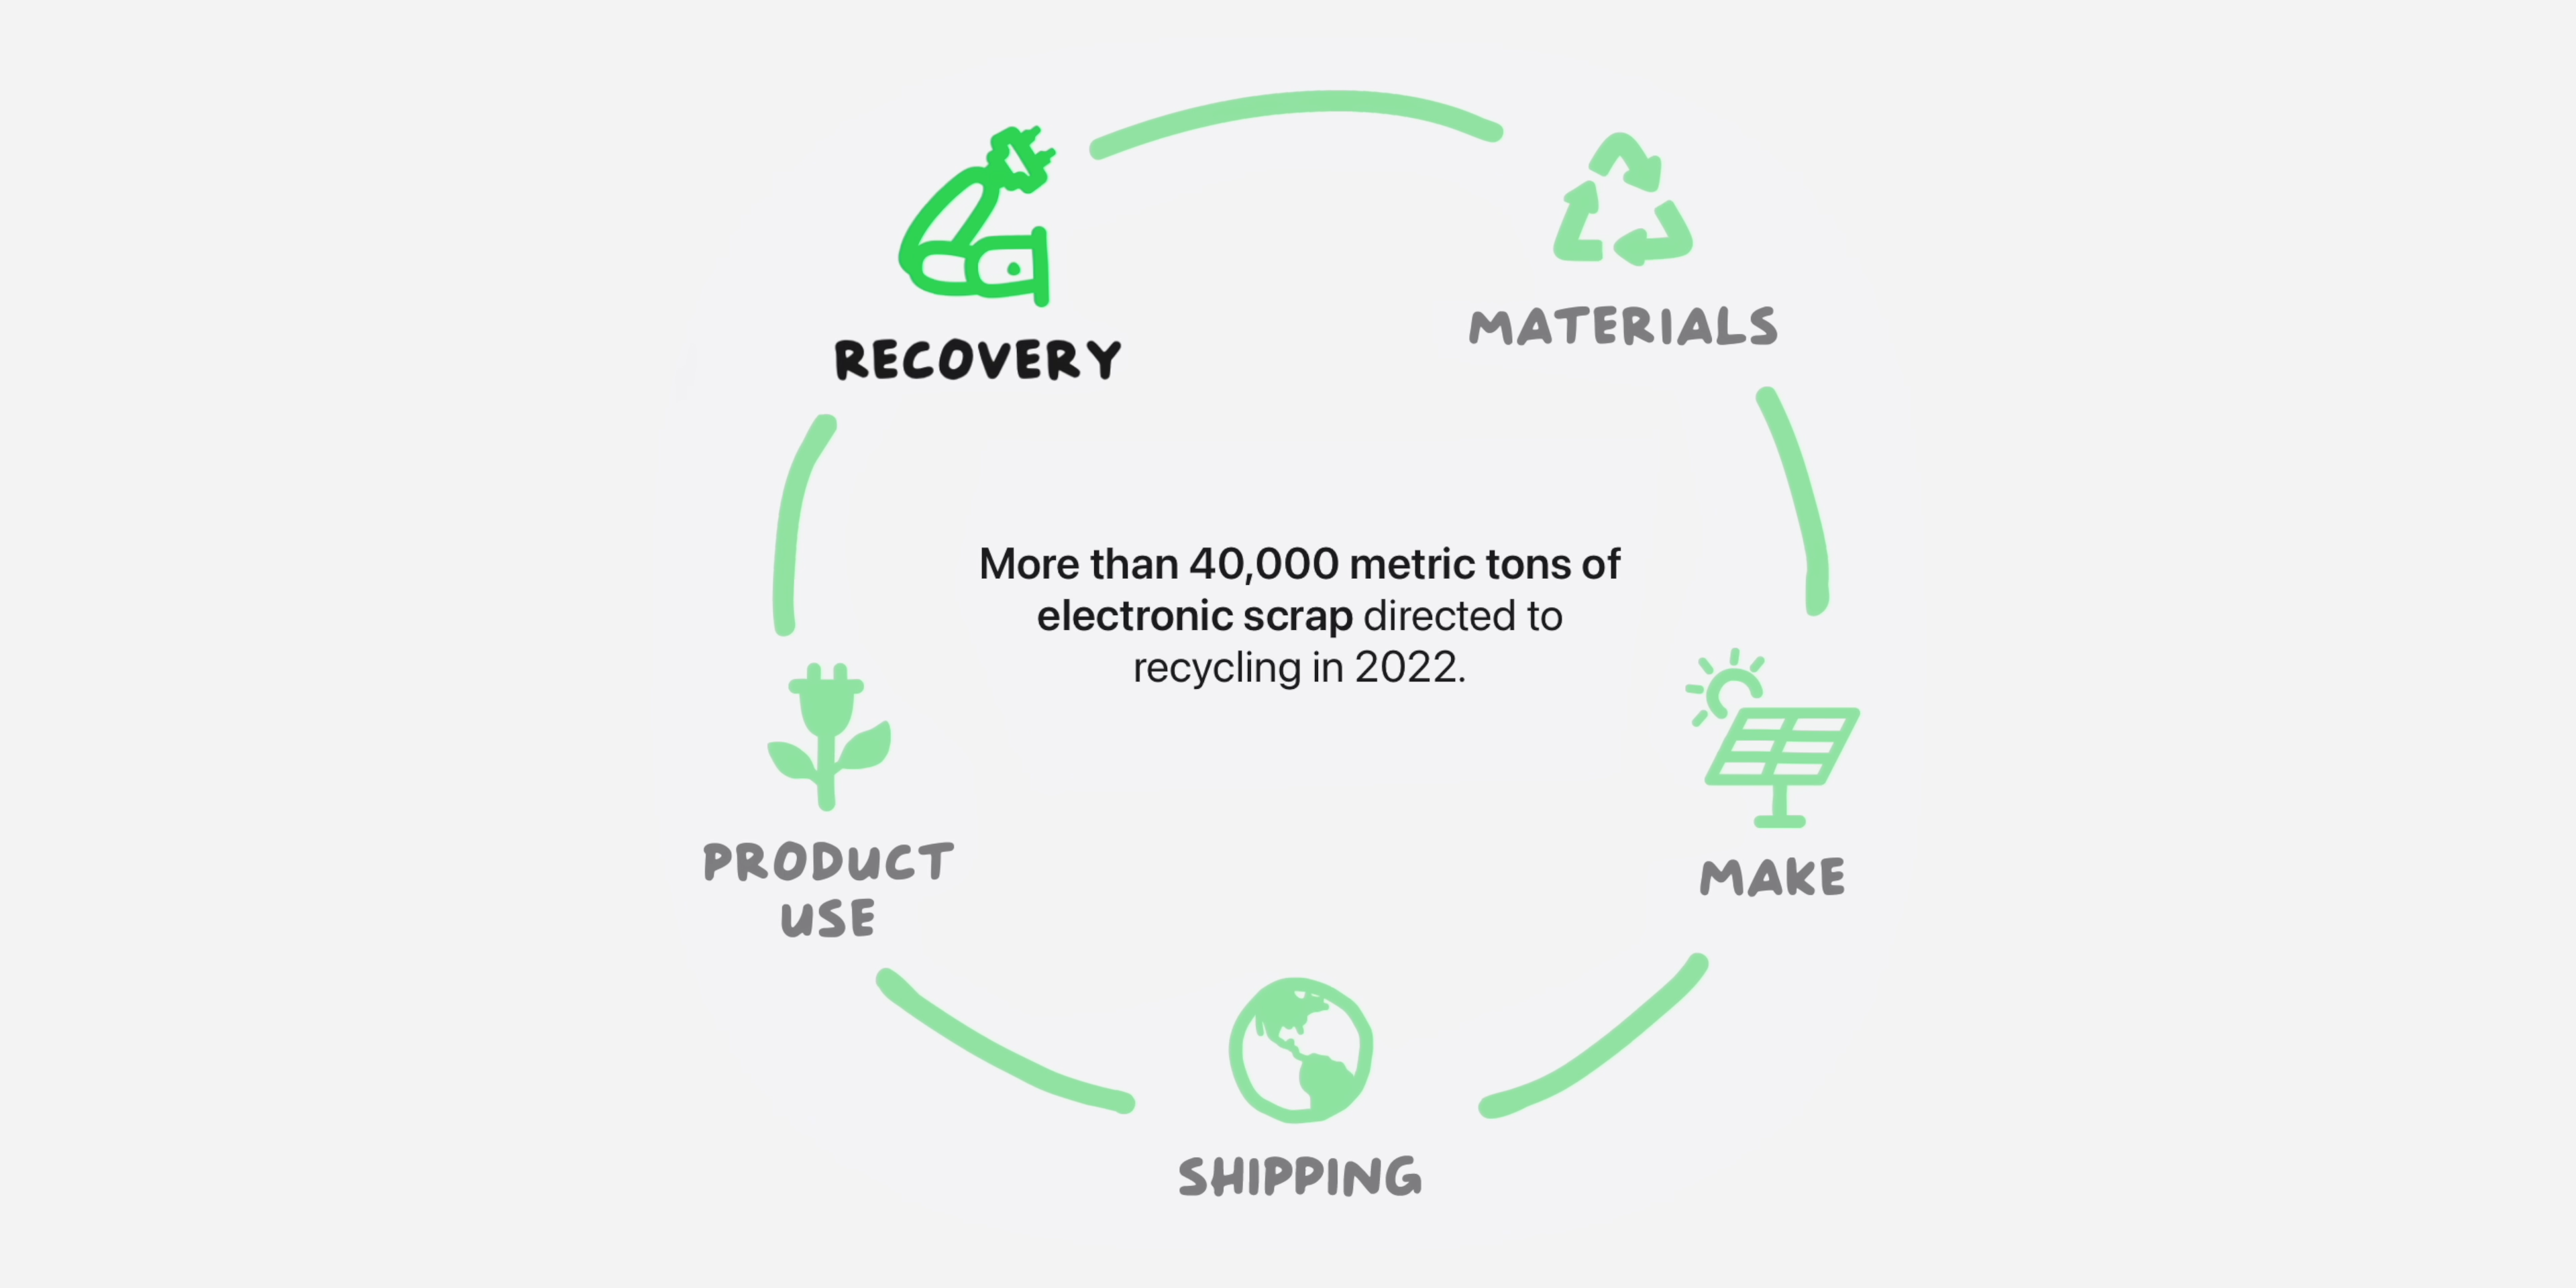 RECOVERY
MATERIALS
More than 40,000 metric tons of
electronic scrap directed to
recycling in 2022.
PRODUCT
USE
MAKE
SHIPPING